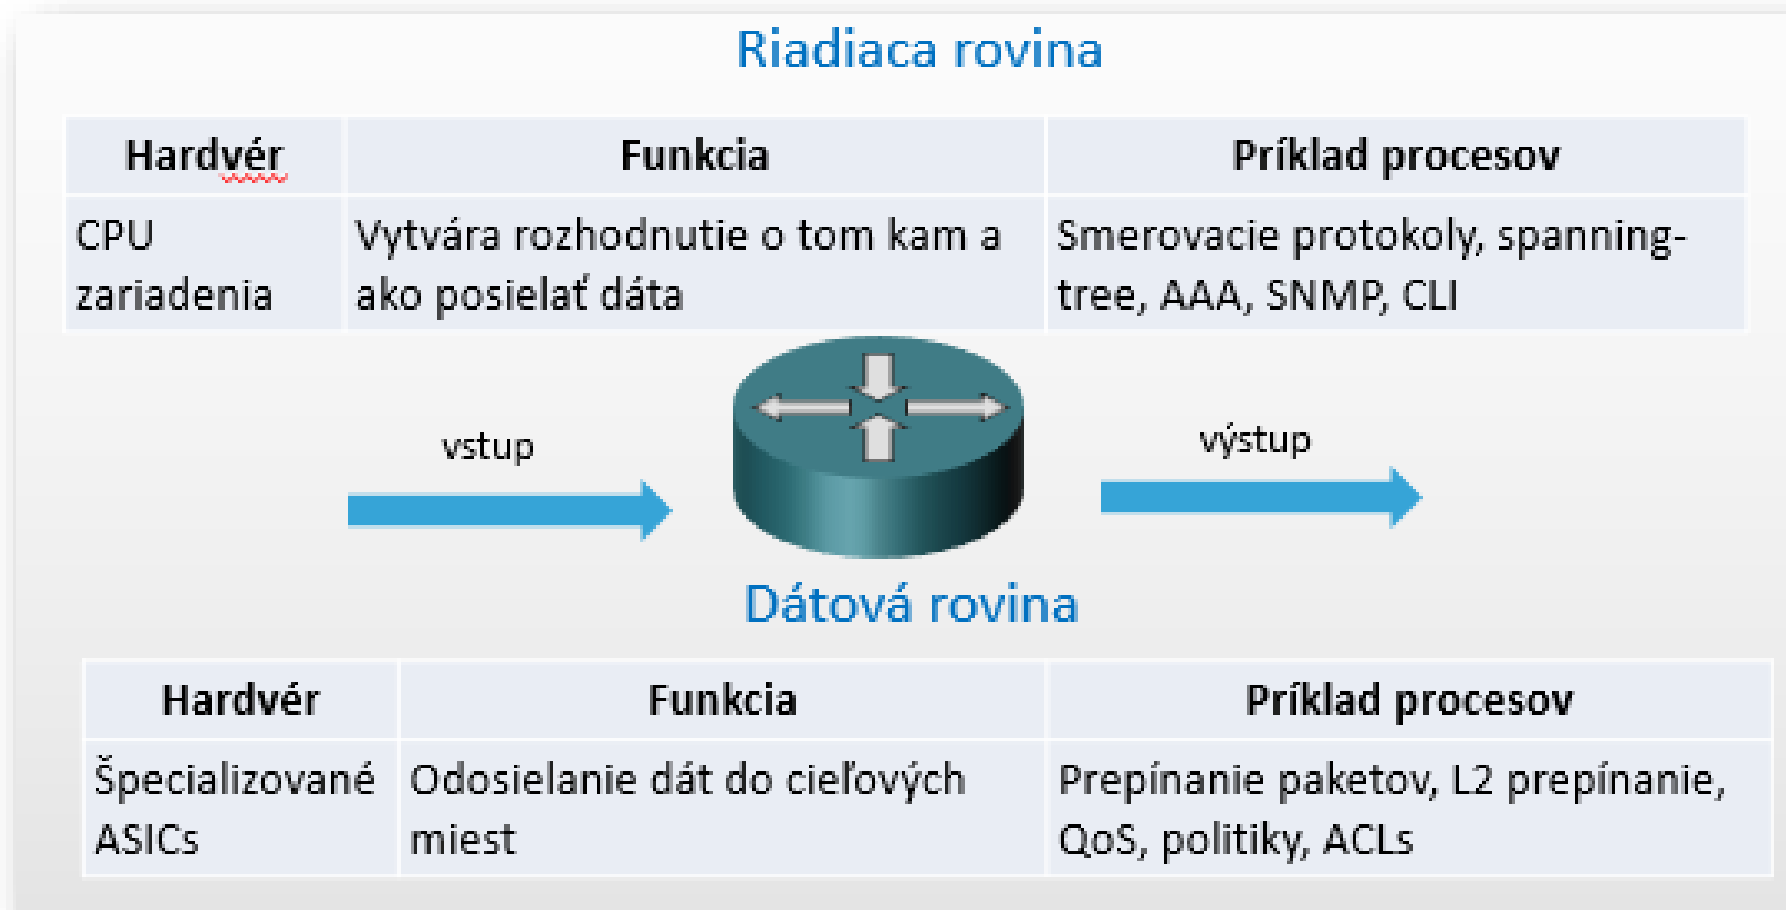 Riadiaca rovina
Hardvér Funkcia Príklad procesov
CPU zariadenia
Vytvára rozhodnutie o tom kam a
ako posielať dáta
Smerovacie protokoly, spanning-
tree, AAA, SNMP, CLI
vstup
výstup
Dátová rovina
Hardvér Funkcia Príklad procesov
Špecializované
ASICs
Odosielanie dát do cieľových
miest
Prepínanie paketov, L2 prepínanie,
QoS, politiky, ACLs